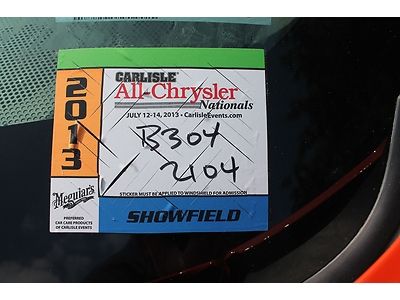 2013
CARLISLE
All-Chrysler
Nationals
JULY 12-14, 2013 - CarlisleEvents.com
B304
2104
STICKER MUST BE APPLIED TO WINDSHIELD FOR ADMISSION
Meguiar's
PREFERRED
CAR CARE PRODUCTS
OF CARLISLE EVENTS
SHOWFIELD